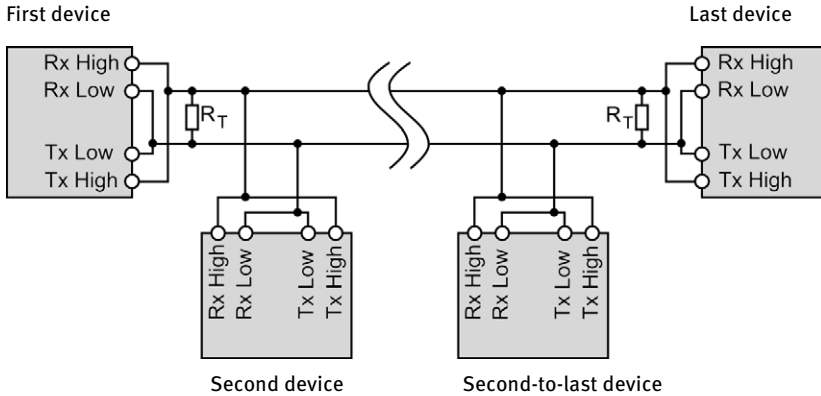 First device
Last device
Rx High
Rx Low
Tx Low
Tx High
RT
RT
Rx High
Rx Low
Tx Low
Tx High
Rx High
Rx Low
Tx Low
Tx High
Rx High
Rx Low
Tx Low
Tx High
Second device
Second-to-last device